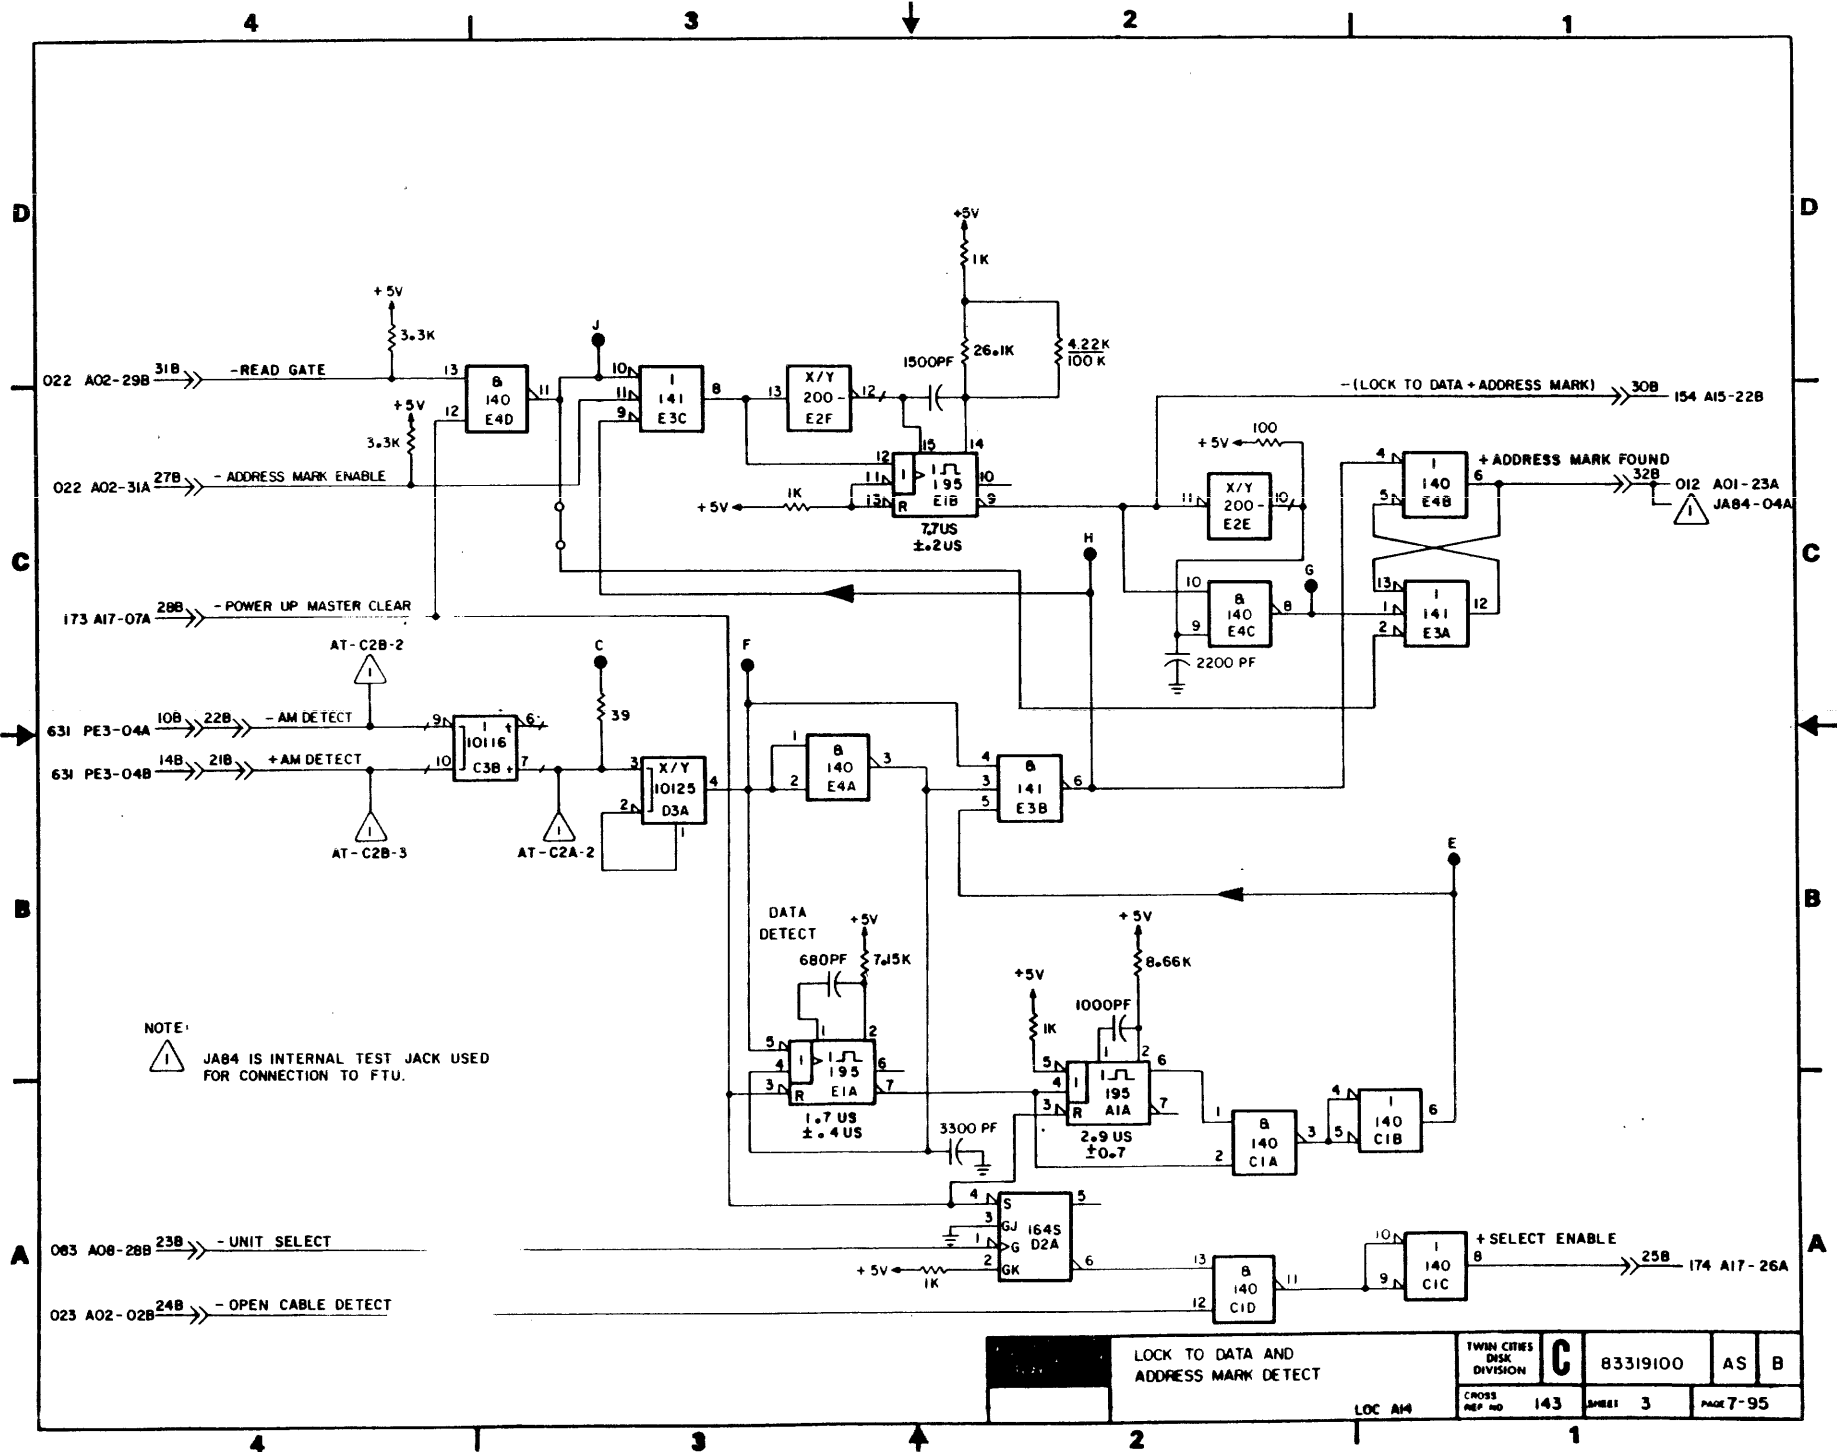 4 3 2 1
D D
+5V
1K
+5V
3.3K
J
1500PF 26.1K 4.22K
100K
022 A02-29B 31B -READ GATE 13 & 140 E4D 11
12
10 11 9 1 141 E3C 8
13 X/Y 200- E2F 12
-(LOCK TO DATA + ADDRESS MARK) 30B 154 A15-22B
+5V
3.3K
15 14
+5V 100
022 A02-31A 27B -ADDRESS MARK ENABLE
+5V 1K
12 11 13 R 1 1 195 E1B 10 9
7.7US
±.2US
11 X/Y 200- E2E 10
4 5 1 140 E4B 6
+ADDRESS MARK FOUND
32B 012 A01-23A
1 JA84-04A
C C
H
G
10 9 & 140 E4C 8
13 1 2 1 141 E3A 12
2200 PF
173 A17-07A 28B -POWER UP MASTER CLEAR
AT-C2B-2
1
C
39
F
631 PE3-04A 10B 22B -AM DETECT 9
631 PE3-04B 14B 21B +AM DETECT 10
1 10116 C3B 6 7
3 2 X/Y 10125 D3A 4 1
1 2 & 140 E4A 3
4 3 5 & 141 E3B 6
1
AT-C2B-3
1
AT-C2A-2
E
B B
DATA
DETECT
+5V
680PF 7.15K
+5V
8.66K
+5V
1K
1000PF
1 2
5 4 3 R 1 1 195 E1A 6 7
1.7 US
±.4 US
1 2
5 4 3 R 1 1 195 A1A 6 7
2.9 US
±0.7
1 2 & 140 C1A 3
4 5 1 140 C1B 6
3300 PF
NOTE:
1 JA84 IS INTERNAL TEST JACK USED
FOR CONNECTION TO FTU.
4 S 5
3 GJ 164S
1 G D2A
2 GK 6
+5V 1K
A A
083 A08-28B 23B -UNIT SELECT
023 A02-02B 24B -OPEN CABLE DETECT
13 12 & 140 C1D 11
10 9 1 140 C1C 8
+SELECT ENABLE
25B 174 A17-26A
LOCK TO DATA AND
ADDRESS MARK DETECT
LOC A14
TWIN CITIES
DISK
DIVISION
C 83319100 AS B
CROSS
REF NO 143 SHEET 3 PAGE 7-95
4 3 2 1